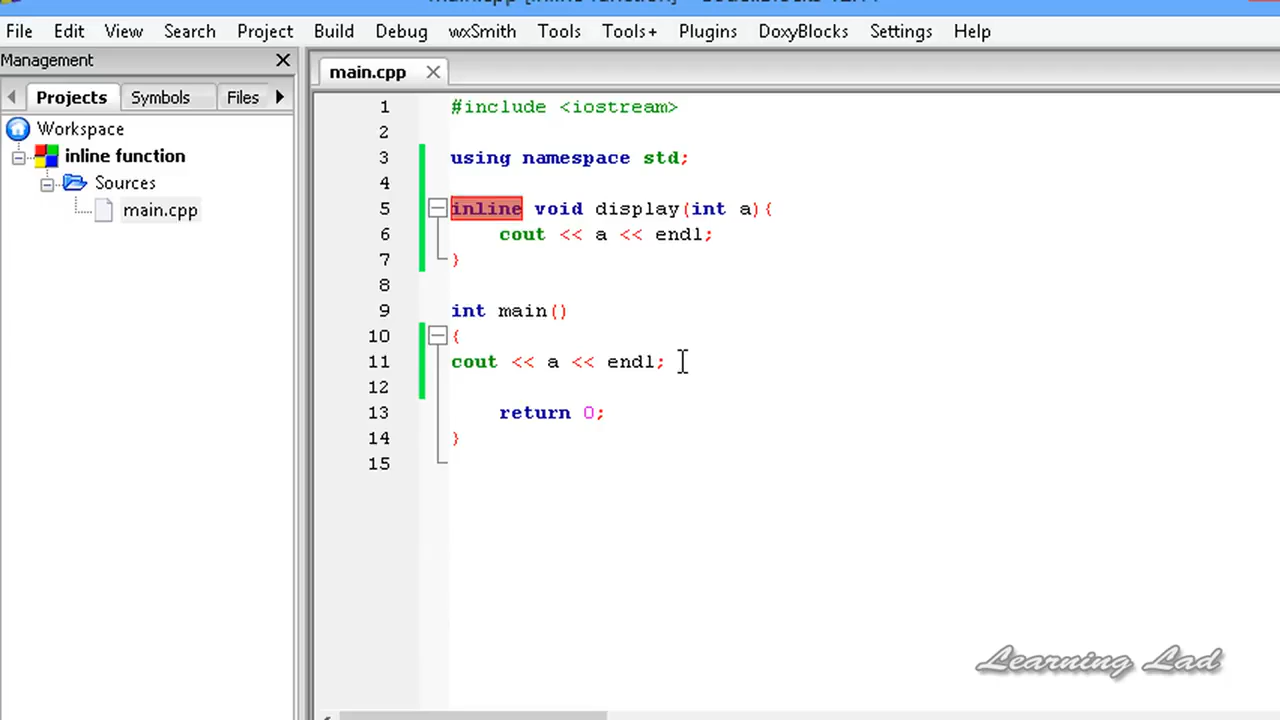 File Edit View Search Project Build Debug wxSmith Tools Tools+ Plugins DoxyBlocks Settings Help
Management
main.cpp
Projects Symbols Files
Workspace
inline function
Sources
main.cpp
1 #include <iostream>
2
3 using namespace std;
4
5 inline void display(int a){
6 cout << a << endl;
7 }
8
9 int main()
10 {
11 cout << a << endl;
12
13 return 0;
14 }
15
Learning Lad